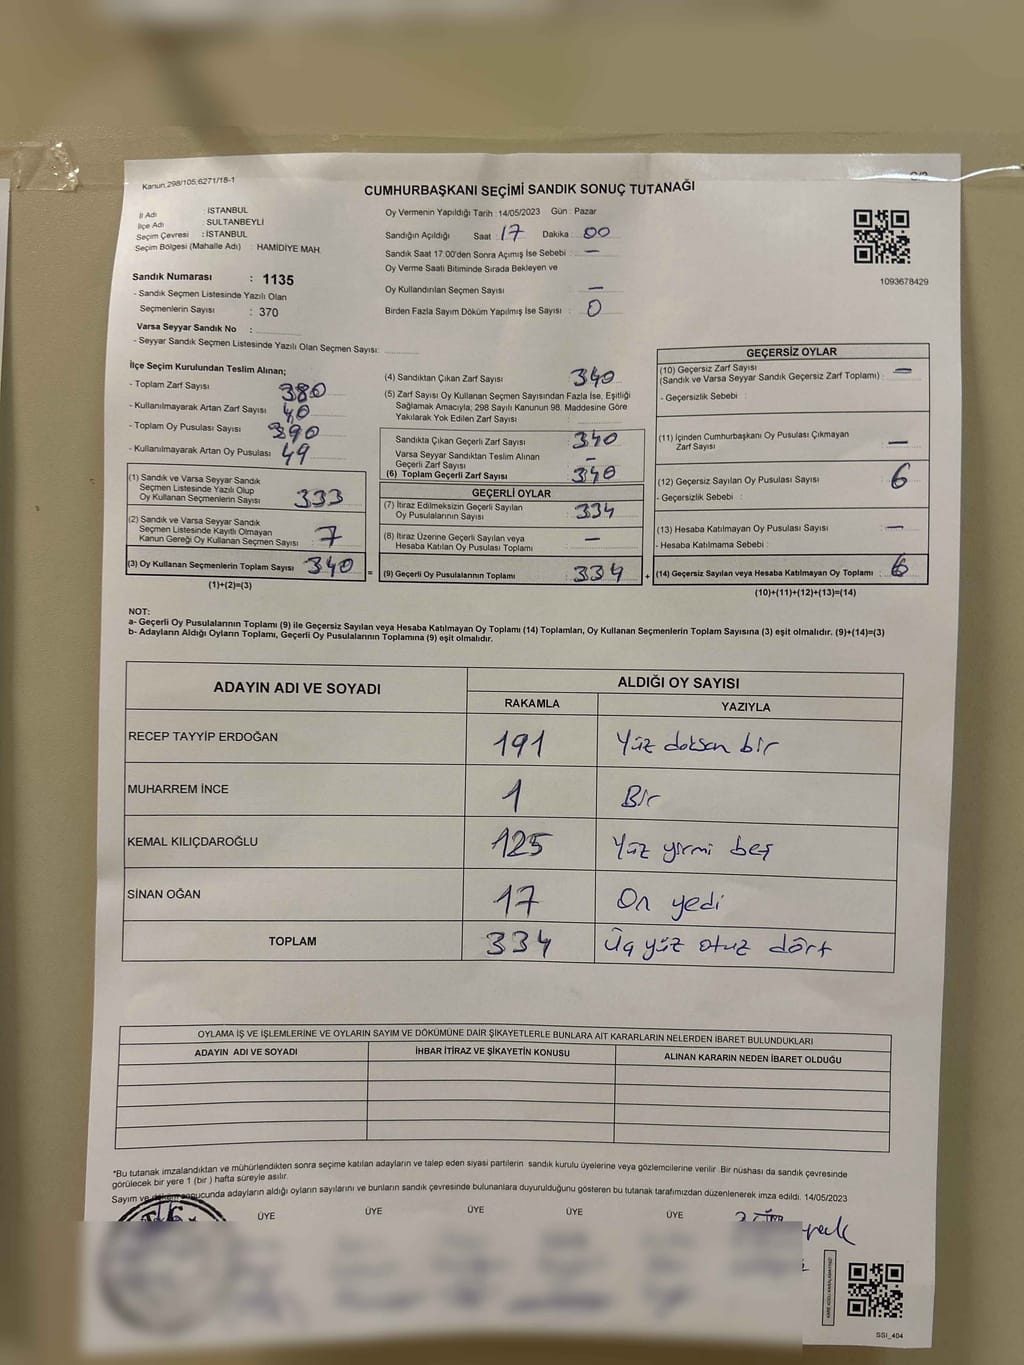 Kanun,298/105,6271/18-1
CUMHURBAŞKANI SEÇİMİ SANDIK SONUÇ TUTANAĞI
İl Adı : İSTANBUL
İlçe Adı : SULTANBEYLİ
Seçim Çevresi : İSTANBUL
Seçim Bölgesi (Mahalle Adı) : HAMİDİYE MAH.
Sandık Numarası : 1135
- Sandık Seçmen Listesinde Yazılı Olan
Seçmenlerin Sayısı : 370
Varsa Seyyar Sandık No :
- Seyyar Sandık Seçmen Listesinde Yazılı Olan Seçmen Sayısı:
Oy Vermenin Yapıldığı Tarih : 14/05/2023 Gün : Pazar
Sandığın Açıldığı Saat 17 Dakika : 00
Sandık Saat 17:00'den Sonra Açımış İse Sebebi : —
Oy Verme Saati Bitiminde Sırada Bekleyen ve
Oy Kullandırılan Seçmen Sayısı : —
Birden Fazla Sayım Döküm Yapılmış İse Sayısı : 0
1093678429
İlçe Seçim Kurulundan Teslim Alınan;
- Toplam Zarf Sayısı : 380
- Kullanılmayarak Artan Zarf Sayısı : 40
- Toplam Oy Pusulası Sayısı : 390
- Kullanılmayarak Artan Oy Pusulası : 49
(1) Sandık ve Varsa Seyyar Sandık
Seçmen Listesinde Yazılı Olup
Oy Kullanan Seçmenlerin Sayısı : 333
(2) Sandık ve Varsa Seyyar Sandık
Seçmen Listesinde Kayıtlı Olmayan
Kanun Gereği Oy Kullanan Seçmen Sayısı : 7
(3) Oy Kullanan Seçmenlerin Toplam Sayısı : 340
(1)+(2)=(3)
(4) Sandıktan Çıkan Zarf Sayısı : 340
(5) Zarf Sayısı Oy Kullanan Seçmen Sayısından Fazla İse, Eşitliği
Sağlamak Amacıyla, 298 Sayılı Kanunun 98. Maddesine Göre
Yakılarak Yok Edilen Zarf Sayısı :
Sandıkta Çıkan Geçerli Zarf Sayısı : 340
Varsa Seyyar Sandıktan Teslim Alınan
Geçerli Zarf Sayısı : —
(6) Toplam Geçerli Zarf Sayısı : 340
GEÇERLİ OYLAR
(7) İtiraz Edilmeksizin Geçerli Sayılan
Oy Pusulalarının Sayısı : 334
(8) İtiraz Üzerine Geçerli Sayılan veya
Hesaba Katılan Oy Pusulası Toplamı : —
= (9) Geçerli Oy Pusulalarının Toplamı : 334
GEÇERSİZ OYLAR
(10) Geçersiz Zarf Sayısı
(Sandık ve Varsa Seyyar Sandık Geçersiz Zarf Toplamı) : —
- Geçersizlik Sebebi :
(11) İçinden Cumhurbaşkanı Oy Pusulası Çıkmayan
Zarf Sayısı : —
(12) Geçersiz Sayılan Oy Pusulası Sayısı : 6
- Geçersizlik Sebebi :
(13) Hesaba Katılmayan Oy Pusulası Sayısı : —
- Hesaba Katılmama Sebebi :
+ (14) Geçersiz Sayılan veya Hesaba Katılmayan Oy Toplamı : 6
(10)+(11)+(12)+(13)=(14)
NOT:
a- Geçerli Oy Pusulalarının Toplamı (9) ile Geçersiz Sayılan veya Hesaba Katılmayan Oy Toplamı (14) Toplamları, Oy Kullanan Seçmenlerin Toplam Sayısına (3) eşit olmalıdır. (9)+(14)=(3)
b- Adayların Aldığı Oyların Toplamı, Geçerli Oy Pusulalarının Toplamına (9) eşit olmalıdır.
ADAYIN ADI VE SOYADI ALDIĞI OY SAYISI
RAKAMLA YAZIYLA
RECEP TAYYİP ERDOĞAN 191 Yüz doksan bir
MUHARREM İNCE 1 Bir
KEMAL KILIÇDAROĞLU 125 Yüz yirmi beş
SİNAN OĞAN 17 On yedi
TOPLAM 334 Üç yüz otuz dört
OYLAMA İŞ VE İŞLEMLERİNE VE OYLARIN SAYIM VE DÖKÜMÜNE DAİR ŞİKAYETLERLE BUNLARA AİT KARARLARIN NELERDEN İBARET BULUNDUKLARI
ADAYIN ADI VE SOYADI İHBAR İTİRAZ VE ŞİKAYETİN KONUSU ALINAN KARARIN NEDEN İBARET OLDUĞU
*Bu tutanak imzalandıktan ve mühürlendikten sonra seçime katılan adayların ve talep eden siyasi partilerin sandık kurulu üyelerine veya gözlemcilerine verilir. Bir nüshası da sandık çevresinde
görülecek bir yere 1 (bir ) hafta süreyle asılır.
Sayım ve döküm sonucunda adayların aldığı oyların sayılarını ve bunların sandık çevresinde bulunanlara duyurulduğunu gösteren bu tutanak tarafımızdan düzenlenerek imza edildi. 14/05/2023
ÜYE ÜYE ÜYE ÜYE ÜYE
SSİ_404